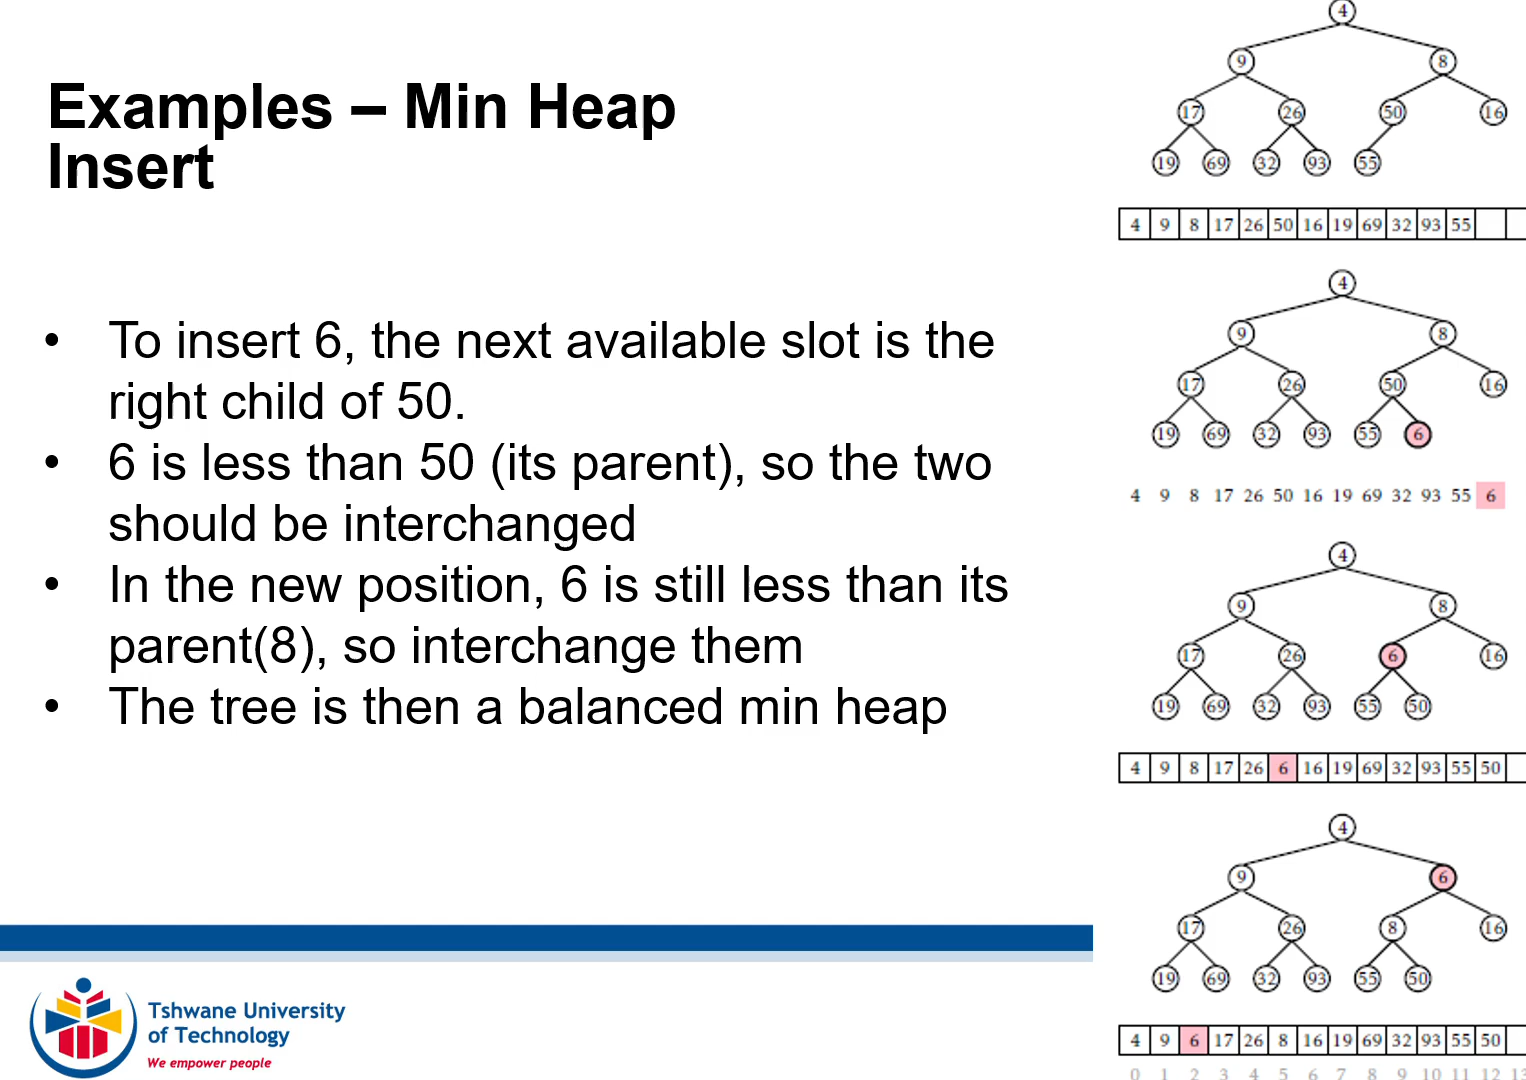 Examples – Min Heap
Insert
• To insert 6, the next available slot is the
right child of 50.
• 6 is less than 50 (its parent), so the two
should be interchanged
• In the new position, 6 is still less than its
parent(8), so interchange them
• The tree is then a balanced min heap
Tshwane University
of Technology
We empower people
4
9 8
17 26 50 16
19 69 32 93 55
4 9 8 17 26 50 16 19 69 32 93 55
4
9 8
17 26 50 16
19 69 32 93 55 6
4 9 8 17 26 50 16 19 69 32 93 55 6
4
9 8
17 26 6 16
19 69 32 93 55 50
4 9 8 17 26 6 16 19 69 32 93 55 50
4
9 6
17 26 8 16
19 69 32 93 55 50
4 9 6 17 26 8 16 19 69 32 93 55 50
0 1 2 3 4 5 6 7 8 9 10 11 12 13